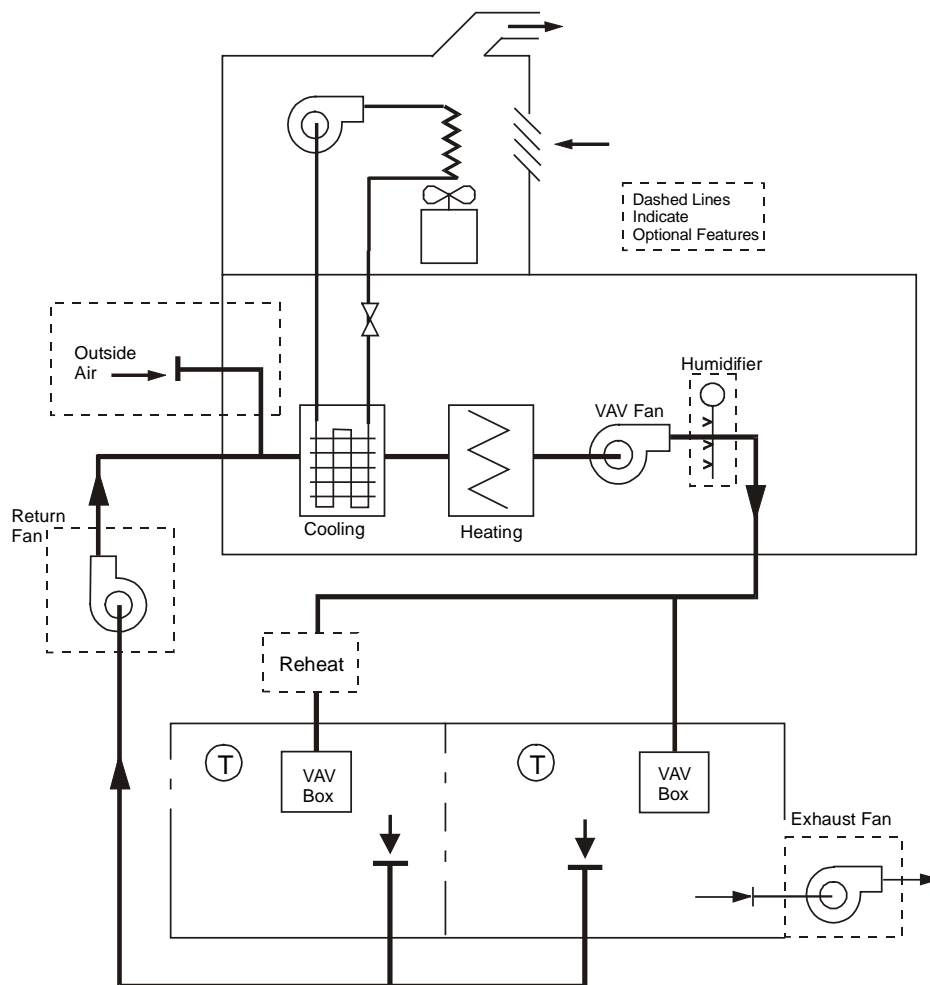 Dashed Lines
Indicate
Optional Features
Outside
Air
Humidifier
VAV Fan
Return
Fan
Cooling
Heating
Reheat
T
VAV
Box
T
VAV
Box
Exhaust Fan